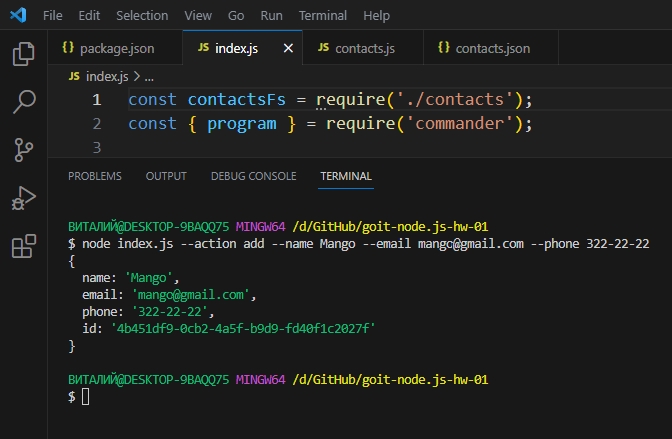 File Edit Selection View Go Run Terminal Help
{} package.json JS index.js × JS contacts.js {} contacts.json
JS index.js > ...
1 const contactsFs = require('./contacts');
2 const { program } = require('commander');
3
PROBLEMS OUTPUT DEBUG CONSOLE TERMINAL
ВИТАЛИЙ@DESKTOP-9BAQQ75 MINGW64 /d/GitHub/goit-node.js-hw-01
$ node index.js --action add --name Mango --email mango@gmail.com --phone 322-22-22
{
  name: 'Mango',
  email: 'mango@gmail.com',
  phone: '322-22-22',
  id: '4b451df9-0cb2-4a5f-b9d9-fd40f1c2027f'
}
ВИТАЛИЙ@DESKTOP-9BAQQ75 MINGW64 /d/GitHub/goit-node.js-hw-01
$